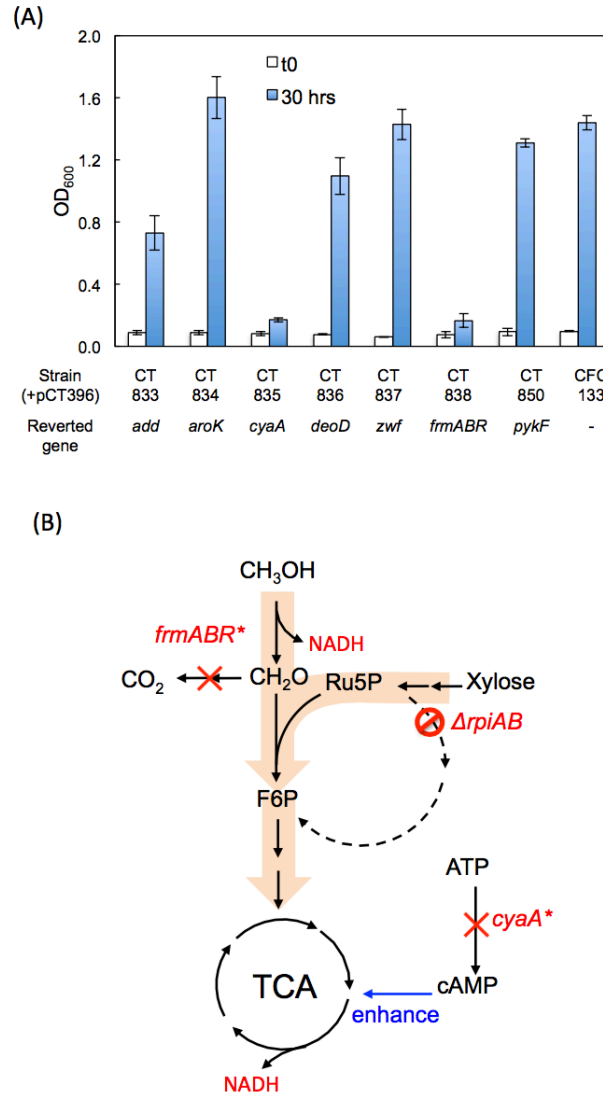 (A)
2.0
1.6
1.2
0.8
0.4
0.0
OD600
t0
30 hrs
Strain CT CT CT CT CT CT CT CFC
(+pCT396) 833 834 835 836 837 838 850 133
Reverted add aroK cyaA deoD zwf frmABR pykF -
gene
(B)
CH3OH
frmABR*
NADH
CO2 CH2O Ru5P Xylose
ΔrpiAB
F6P
ATP
cyaA*
TCA cAMP
enhance
NADH